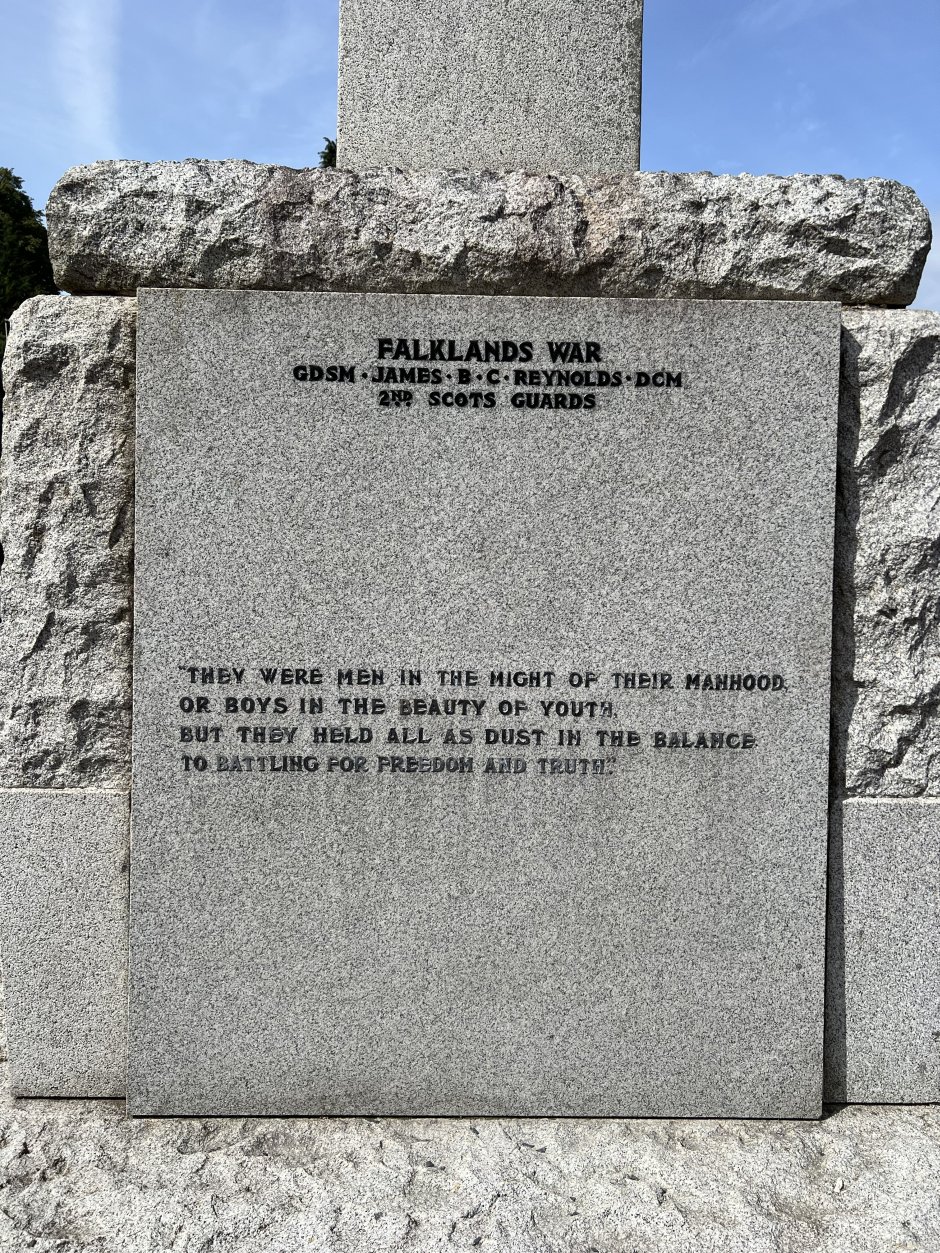 FALKLANDS WAR
GDSM · JAMES · B · C · REYNOLDS · DCM
2ND SCOTS GUARDS
"THEY WERE MEN IN THE MIGHT OF THEIR MANHOOD,
OR BOYS IN THE BEAUTY OF YOUTH,
BUT THEY HELD ALL AS DUST IN THE BALANCE
TO BATTLING FOR FREEDOM AND TRUTH."